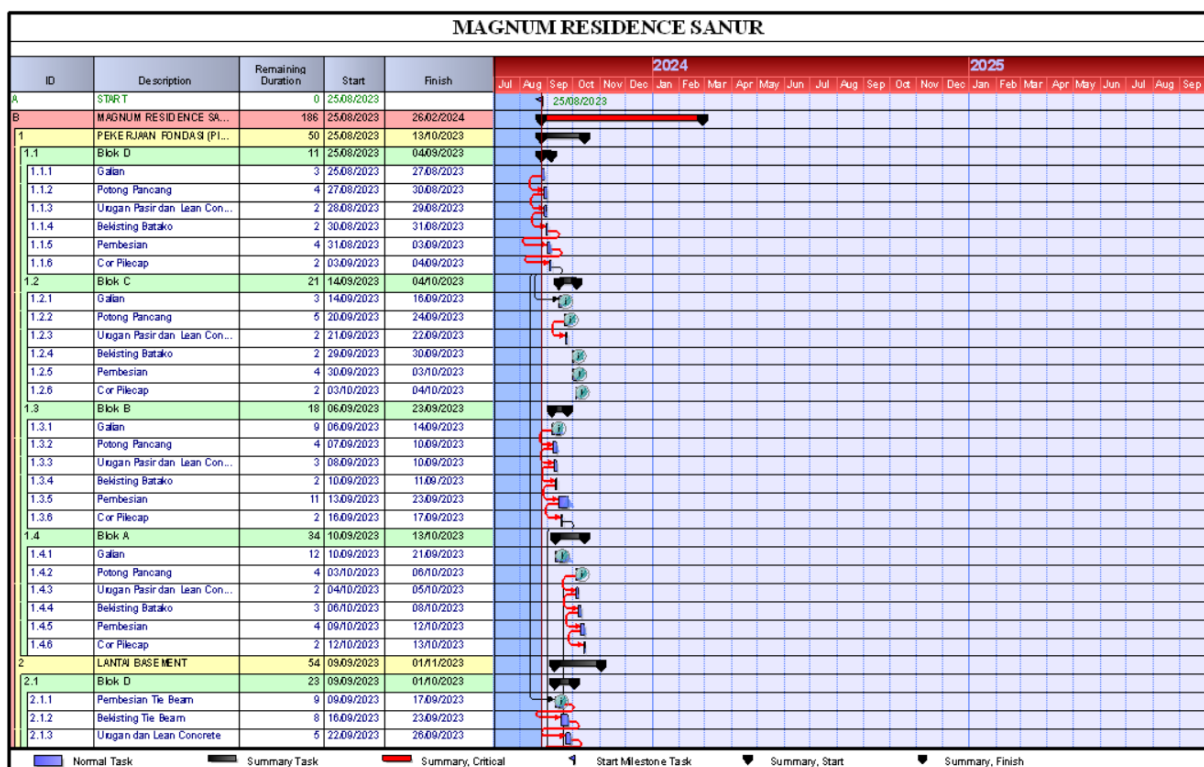 MAGNUM RESIDENCE SANUR
ID Description Remaining Duration Start Finish
2024 2025
Jul Aug Sep Oct Nov Dec Jan Feb Mar Apr May Jun Jul Aug Sep Oct Nov Dec Jan Feb Mar Apr May Jun Jul Aug Sep
A START 0 25/08/2023 25/08/2023
B MAGNUM RESIDENCE SA... 186 25/08/2023 26/02/2024
1 PEKERJAAN FONDASI (PI... 50 25/08/2023 13/10/2023
1.1 Blok D 11 25/08/2023 04/09/2023
1.1.1 Galian 3 25/08/2023 27/08/2023
1.1.2 Potong Pancang 4 27/08/2023 30/08/2023
1.1.3 Urugan Pasir dan Lean Con... 2 28/08/2023 29/08/2023
1.1.4 Bekisting Batako 2 30/08/2023 31/08/2023
1.1.5 Pembesian 4 31/08/2023 03/09/2023
1.1.6 Cor Pilecap 2 03/09/2023 04/09/2023
1.2 Blok C 21 14/09/2023 04/10/2023
1.2.1 Galian 3 14/09/2023 16/09/2023
1.2.2 Potong Pancang 5 20/09/2023 24/09/2023
1.2.3 Urugan Pasir dan Lean Con... 2 21/09/2023 22/09/2023
1.2.4 Bekisting Batako 2 29/09/2023 30/09/2023
1.2.5 Pembesian 4 30/09/2023 03/10/2023
1.2.6 Cor Pilecap 2 03/10/2023 04/10/2023
1.3 Blok B 18 06/09/2023 23/09/2023
1.3.1 Galian 9 06/09/2023 14/09/2023
1.3.2 Potong Pancang 4 07/09/2023 10/09/2023
1.3.3 Urugan Pasir dan Lean Con... 3 08/09/2023 10/09/2023
1.3.4 Bekisting Batako 2 10/09/2023 11/09/2023
1.3.5 Pembesian 11 13/09/2023 23/09/2023
1.3.6 Cor Pilecap 2 16/09/2023 17/09/2023
1.4 Blok A 34 10/09/2023 13/10/2023
1.4.1 Galian 12 10/09/2023 21/09/2023
1.4.2 Potong Pancang 4 03/10/2023 06/10/2023
1.4.3 Urugan Pasir dan Lean Con... 2 04/10/2023 05/10/2023
1.4.4 Bekisting Batako 3 06/10/2023 08/10/2023
1.4.5 Pembesian 4 09/10/2023 12/10/2023
1.4.6 Cor Pilecap 2 12/10/2023 13/10/2023
2 LANTAI BASEMENT 54 09/09/2023 01/11/2023
2.1 Blok D 23 09/09/2023 01/10/2023
2.1.1 Pembesian Tie Beam 9 09/09/2023 17/09/2023
2.1.2 Bekisting Tie Beam 8 16/09/2023 23/09/2023
2.1.3 Urugan dan Lean Concrete 5 22/09/2023 26/09/2023
Normal Task Summary Task Summary, Critical Start Milestone Task Summary, Start Summary, Finish